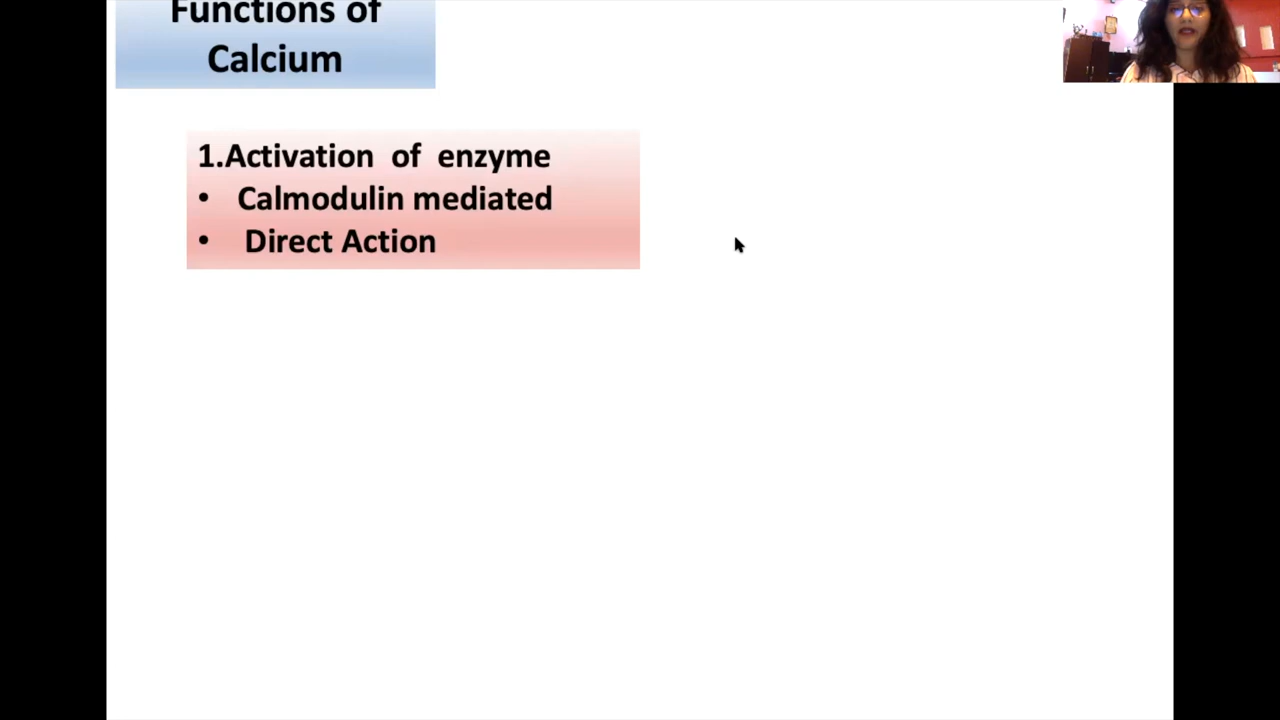 Functions of
Calcium
1.Activation of enzyme
• Calmodulin mediated
• Direct Action